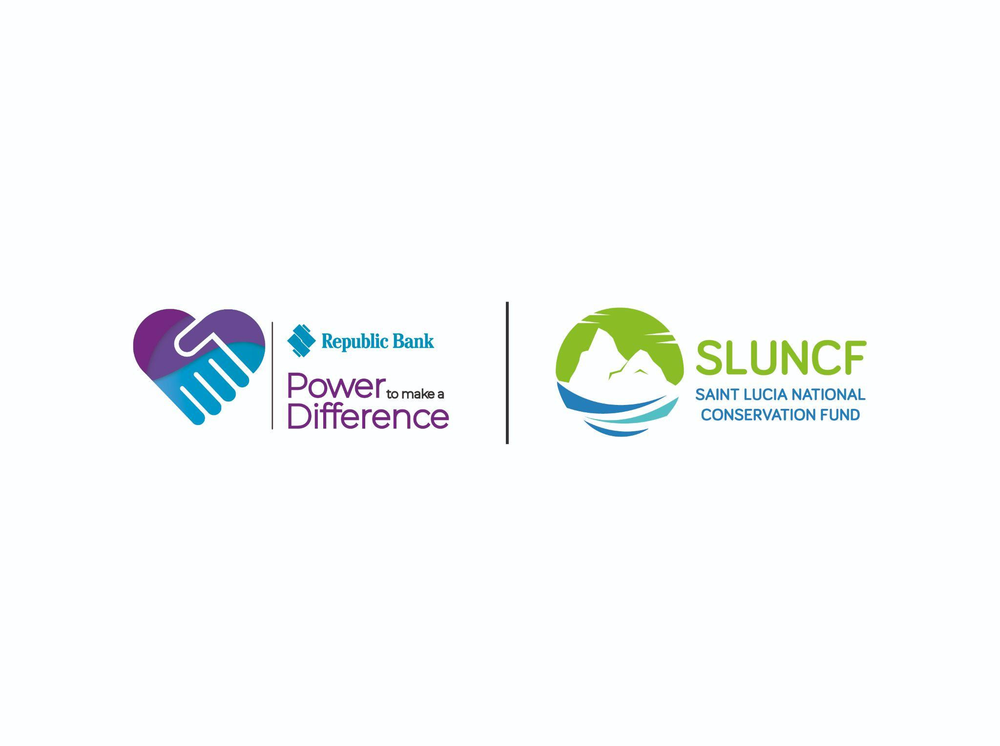 Republic Bank
Power to make a
Difference
SLUNCF
SAINT LUCIA NATIONAL
CONSERVATION FUND